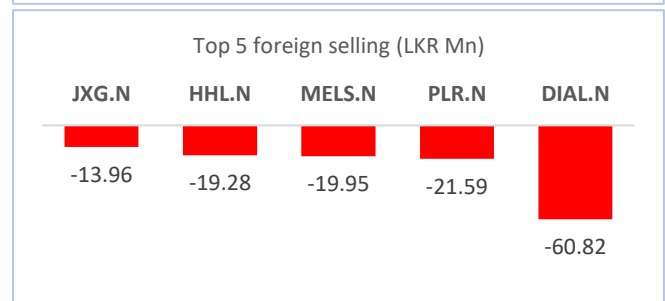 Top 5 foreign selling (LKR Mn)
JXG.N HHL.N MELS.N PLR.N DIAL.N
-13.96 -19.28 -19.95 -21.59
-60.82